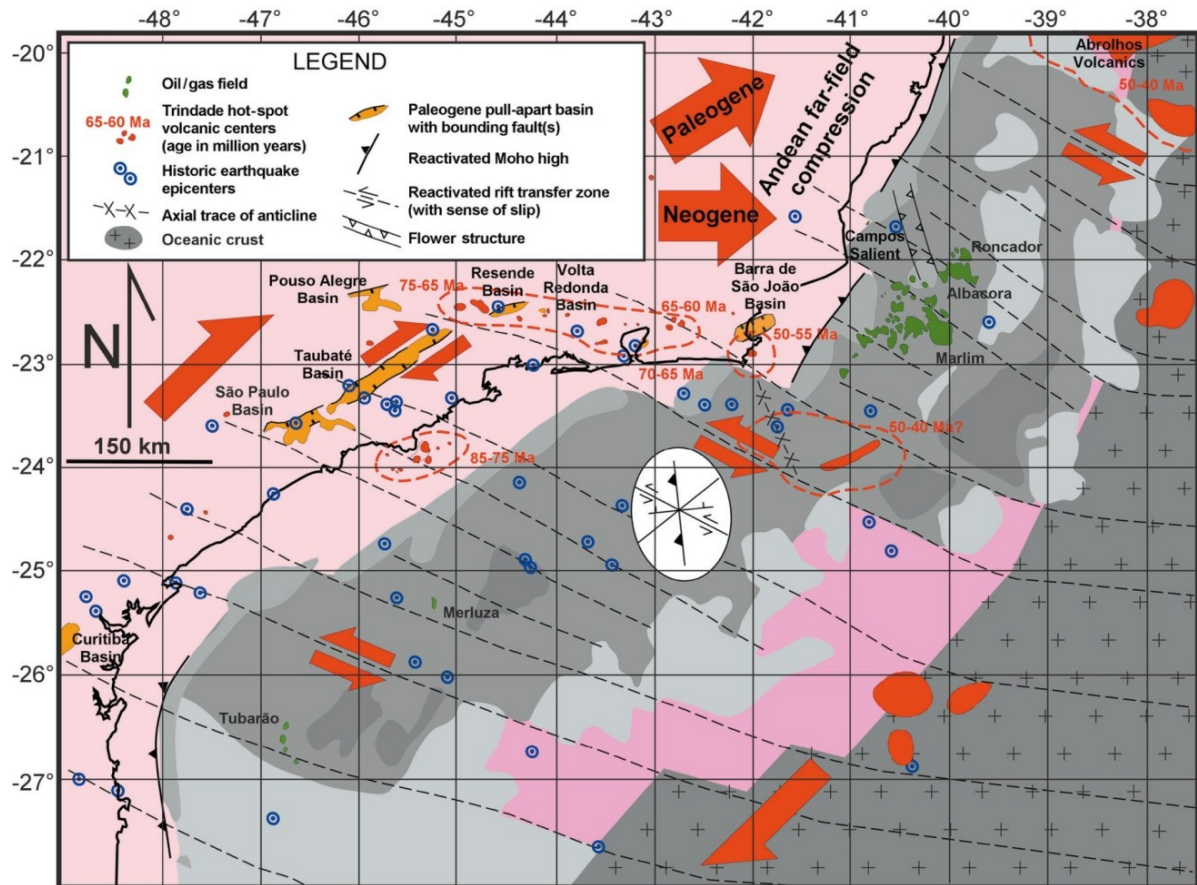 -48 -47 -46 -45 -44 -43 -42 -41 -40 -39 -38
-20°
-21°
-22°
-23°
-24°
-25°
-26°
-27°
LEGEND
Oil/gas field
65-60 Ma
Trindade hot-spot
volcanic centers
(age in million years)
Historic earthquake
epicenters
Axial trace of anticline
Oceanic crust
Paleogene pull-apart basin
with bounding fault(s)
Reactivated Moho high
Reactivated rift transfer zone
(with sense of slip)
Flower structure
Paleogene
Neogene
Andean far-field
compression
Abrolhos
Volcanics
50-40 Ma
Campos
Salient
Roncador
Albacora
Marlim
Pouso Alegre
Basin
75-65 Ma
Resende
Basin
Volta
Redonda
Basin
65-60 Ma
Barra de
São João
Basin
50-55 Ma
70-65 Ma
N
Taubaté
Basin
São Paulo
Basin
150 km
85-75 Ma
50-40 Ma?
Merluza
Curitiba
Basin
Tubarão